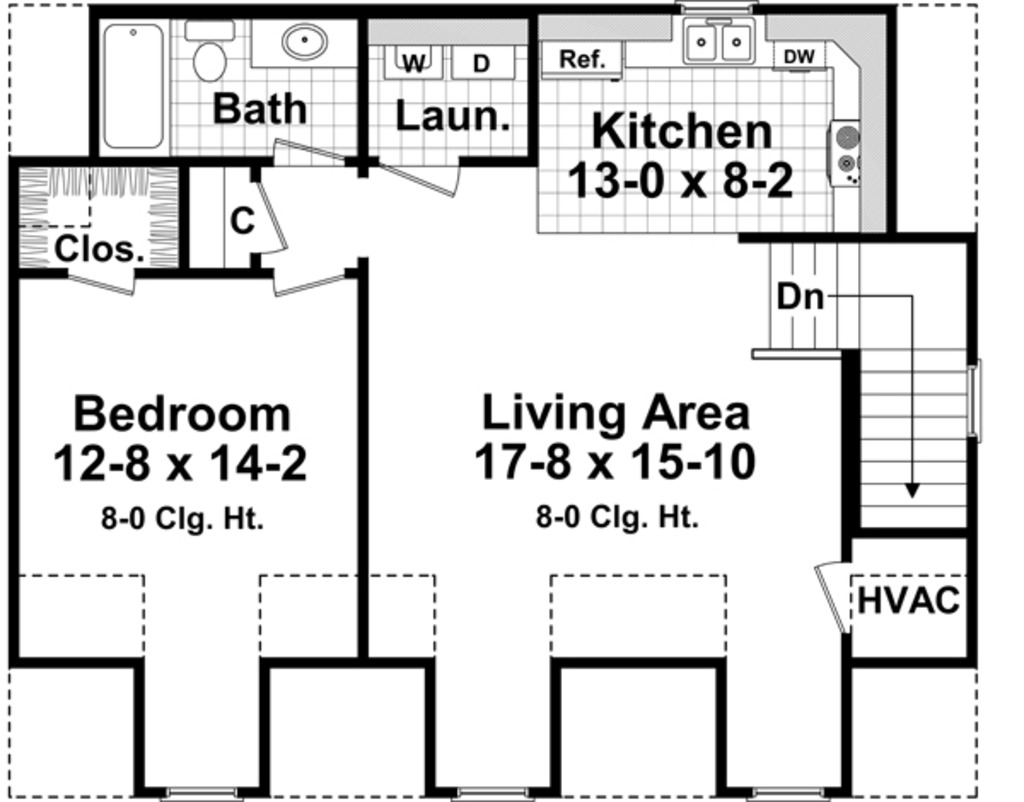 Bath
W
D
Laun.
Ref.
DW
Kitchen
13-0 x 8-2
C
Clos.
Dn
Bedroom
12-8 x 14-2
8-0 Clg. Ht.
Living Area
17-8 x 15-10
8-0 Clg. Ht.
HVAC